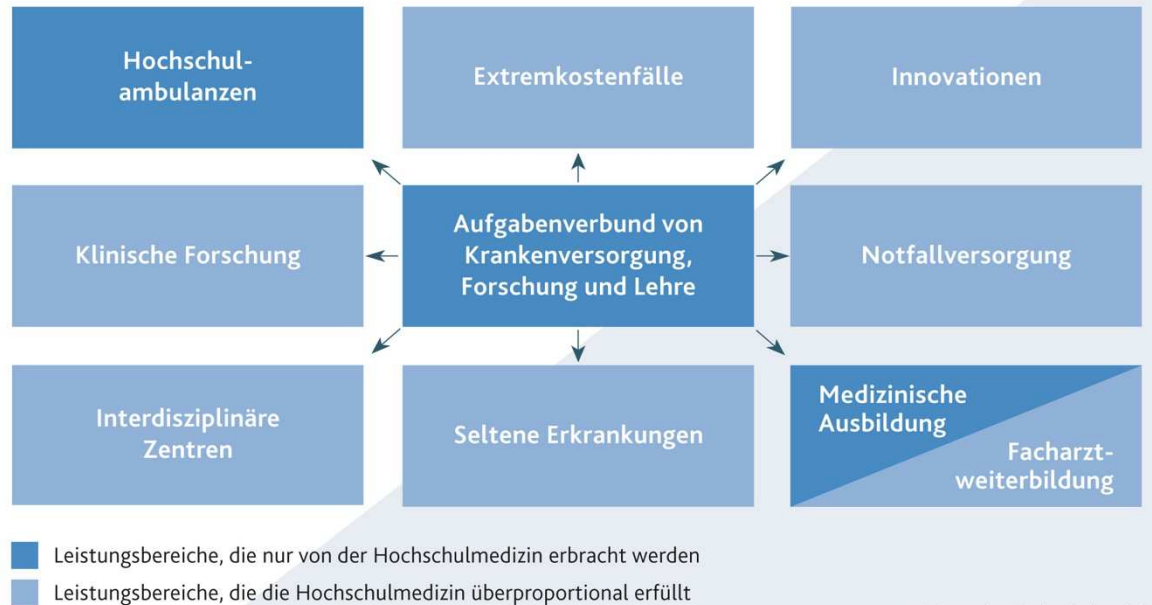 Hochschul-
ambulanzen
Extremkostenfälle
Innovationen
Klinische Forschung
Aufgabenverbund von
Krankenversorgung,
Forschung und Lehre
Notfallversorgung
Interdisziplinäre
Zentren
Seltene Erkrankungen
Medizinische
Ausbildung
Facharzt-
weiterbildung
Leistungsbereiche, die nur von der Hochschulmedizin erbracht werden
Leistungsbereiche, die die Hochschulmedizin überproportional erfüllt